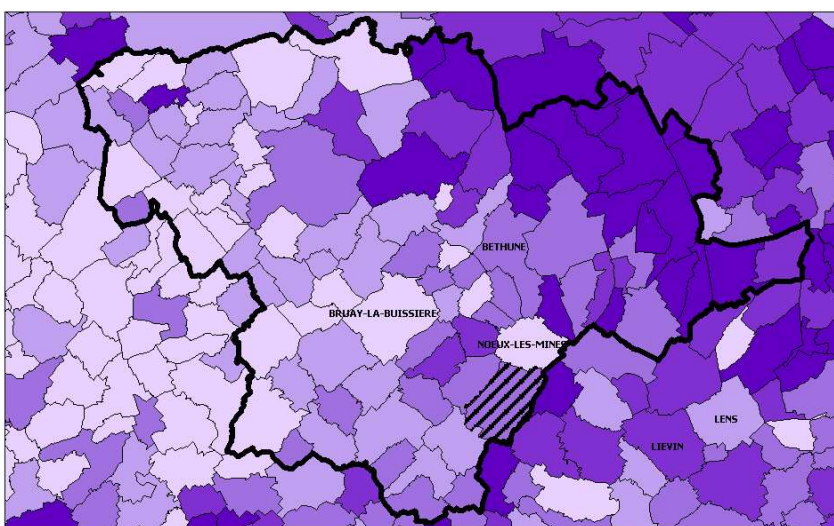 BETHUNE
BRUAY-LA-BUISSIERE
NOEUX-LES-MINES
LENS
LIEVIN